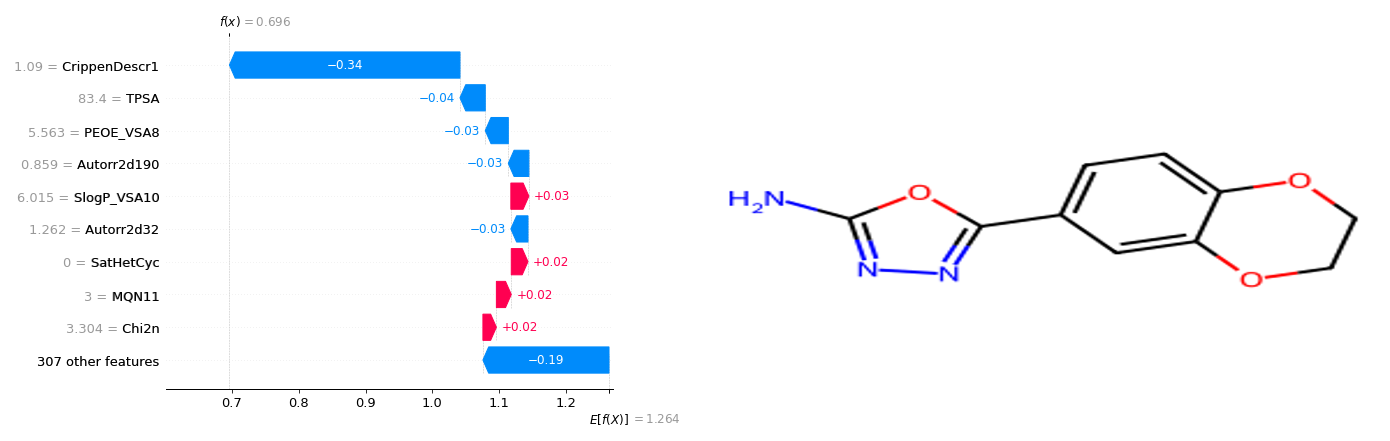 f(x) = 0.696
1.09 = CrippenDescr1
−0.34
83.4 = TPSA
−0.04
5.563 = PEOE_VSA8
−0.03
0.859 = Autorr2d190
−0.03
6.015 = SlogP_VSA10
+0.03
1.262 = Autorr2d32
−0.03
0 = SatHetCyc
+0.02
3 = MQN11
+0.02
3.304 = Chi2n
+0.02
307 other features
−0.19
0.7 0.8 0.9 1.0 1.1 1.2
E[f(X)] = 1.264
H2N
O
N
N
O
O